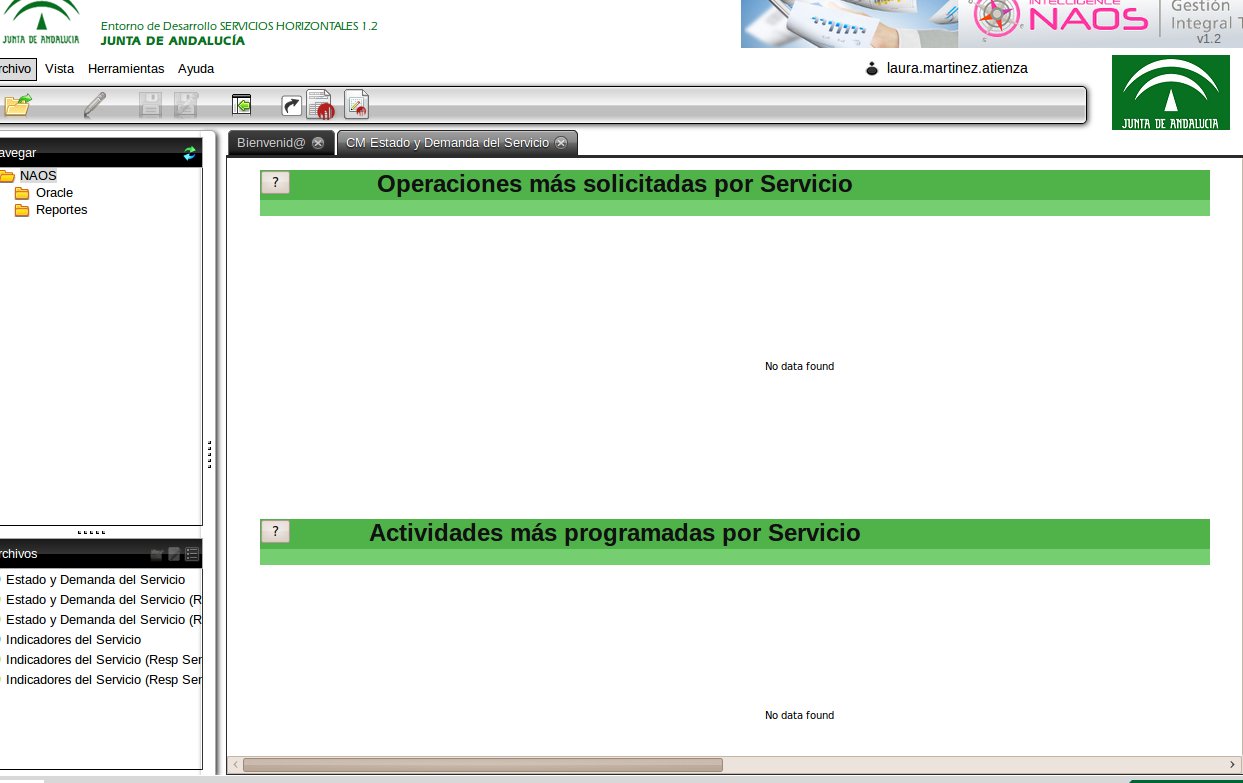 JUNTA DE ANDALUCIA
Entorno de Desarrollo SERVICIOS HORIZONTALES 1.2
JUNTA DE ANDALUCÍA
INTELLIGENCE
NAOS
Gestión
Integral T
v1.2
rchivo Vista Herramientas Ayuda
laura.martinez.atienza
JUNTA DE ANDALUCIA
avegar
NAOS
Oracle
Reportes
Bienvenid@
CM Estado y Demanda del Servicio
? Operaciones más solicitadas por Servicio
No data found
? Actividades más programadas por Servicio
No data found
rchivos
Estado y Demanda del Servicio
Estado y Demanda del Servicio (R
Estado y Demanda del Servicio (R
Indicadores del Servicio
Indicadores del Servicio (Resp Ser
Indicadores del Servicio (Resp Ser